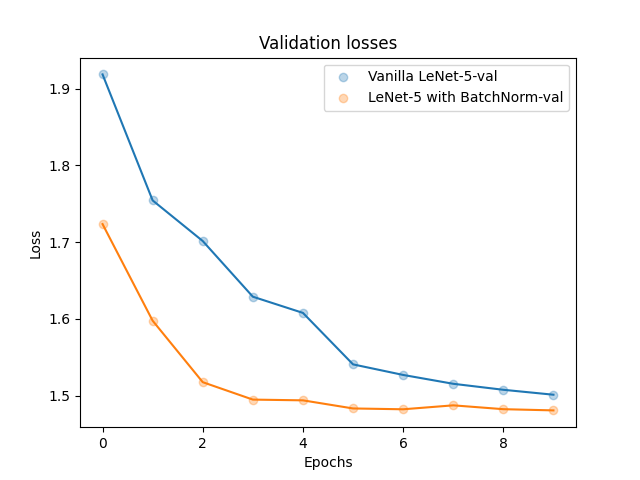 Validation losses
Vanilla LeNet-5-val
LeNet-5 with BatchNorm-val
Loss
1.9
1.8
1.7
1.6
1.5
0 2 4 6 8
Epochs